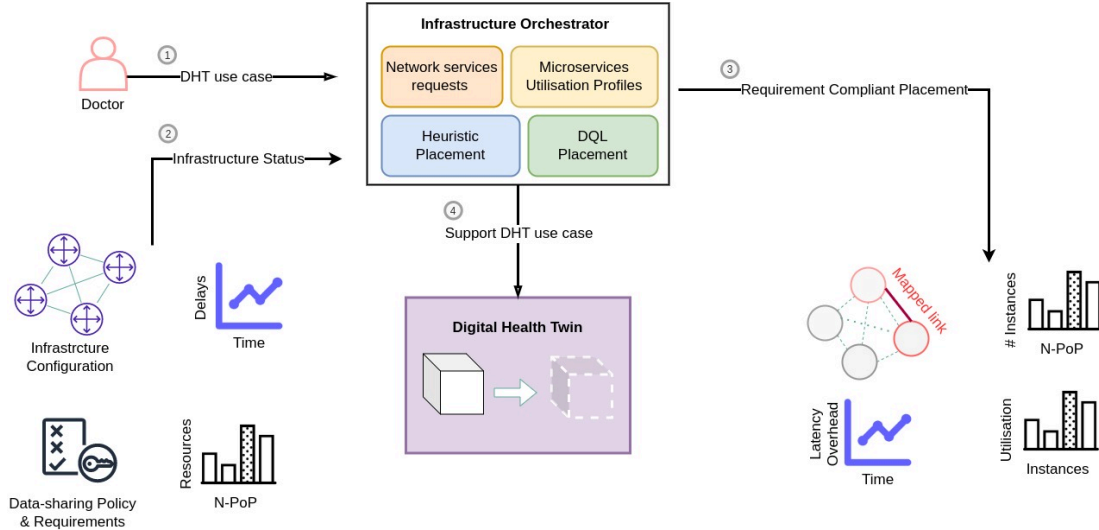 Infrastructure Orchestrator
Network services
requests
Microservices
Utilisation Profiles
Heuristic
Placement
DQL
Placement
1
DHT use case
Doctor
2
Infrastructure Status
3
Requirement Compliant Placement
4
Support DHT use case
Infrastrcture
Configuration
Delays
Time
Data-sharing Policy
& Requirements
Resources
N-PoP
Digital Health Twin
Mapped link
# Instances
N-PoP
Latency
Overhead
Time
Utilisation
Instances